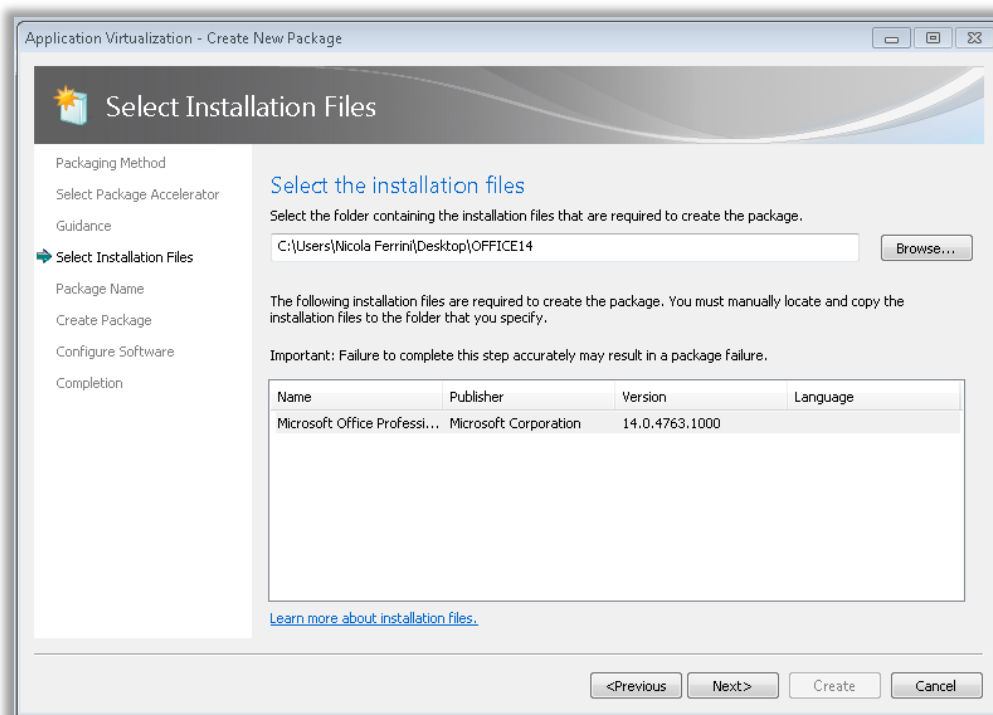 Application Virtualization - Create New Package
Select Installation Files
Packaging Method
Select Package Accelerator
Guidance
Select Installation Files
Package Name
Create Package
Configure Software
Completion
Select the installation files
Select the folder containing the installation files that are required to create the package.
C:\Users\Nicola Ferrini\Desktop\OFFICE14
Browse...
The following installation files are required to create the package. You must manually locate and copy the
installation files to the folder that you specify.
Important: Failure to complete this step accurately may result in a package failure.
Name Publisher Version Language
Microsoft Office Professi... Microsoft Corporation 14.0.4763.1000
Learn more about installation files.
<Previous Next> Create Cancel